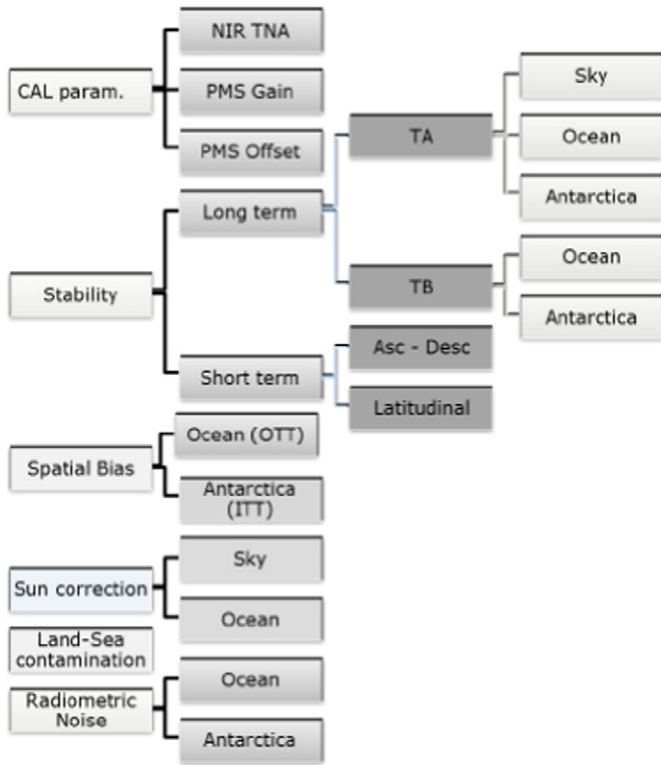 NIR TNA
CAL param.
PMS Gain
PMS Offset
Stability
Long term
TA
Sky
Ocean
Antarctica
TB
Ocean
Antarctica
Short term
Asc - Desc
Latitudinal
Spatial Bias
Ocean (OTT)
Antarctica
(ITT)
Sun correction
Sky
Ocean
Land-Sea
contamination
Radiometric
Noise
Ocean
Antarctica